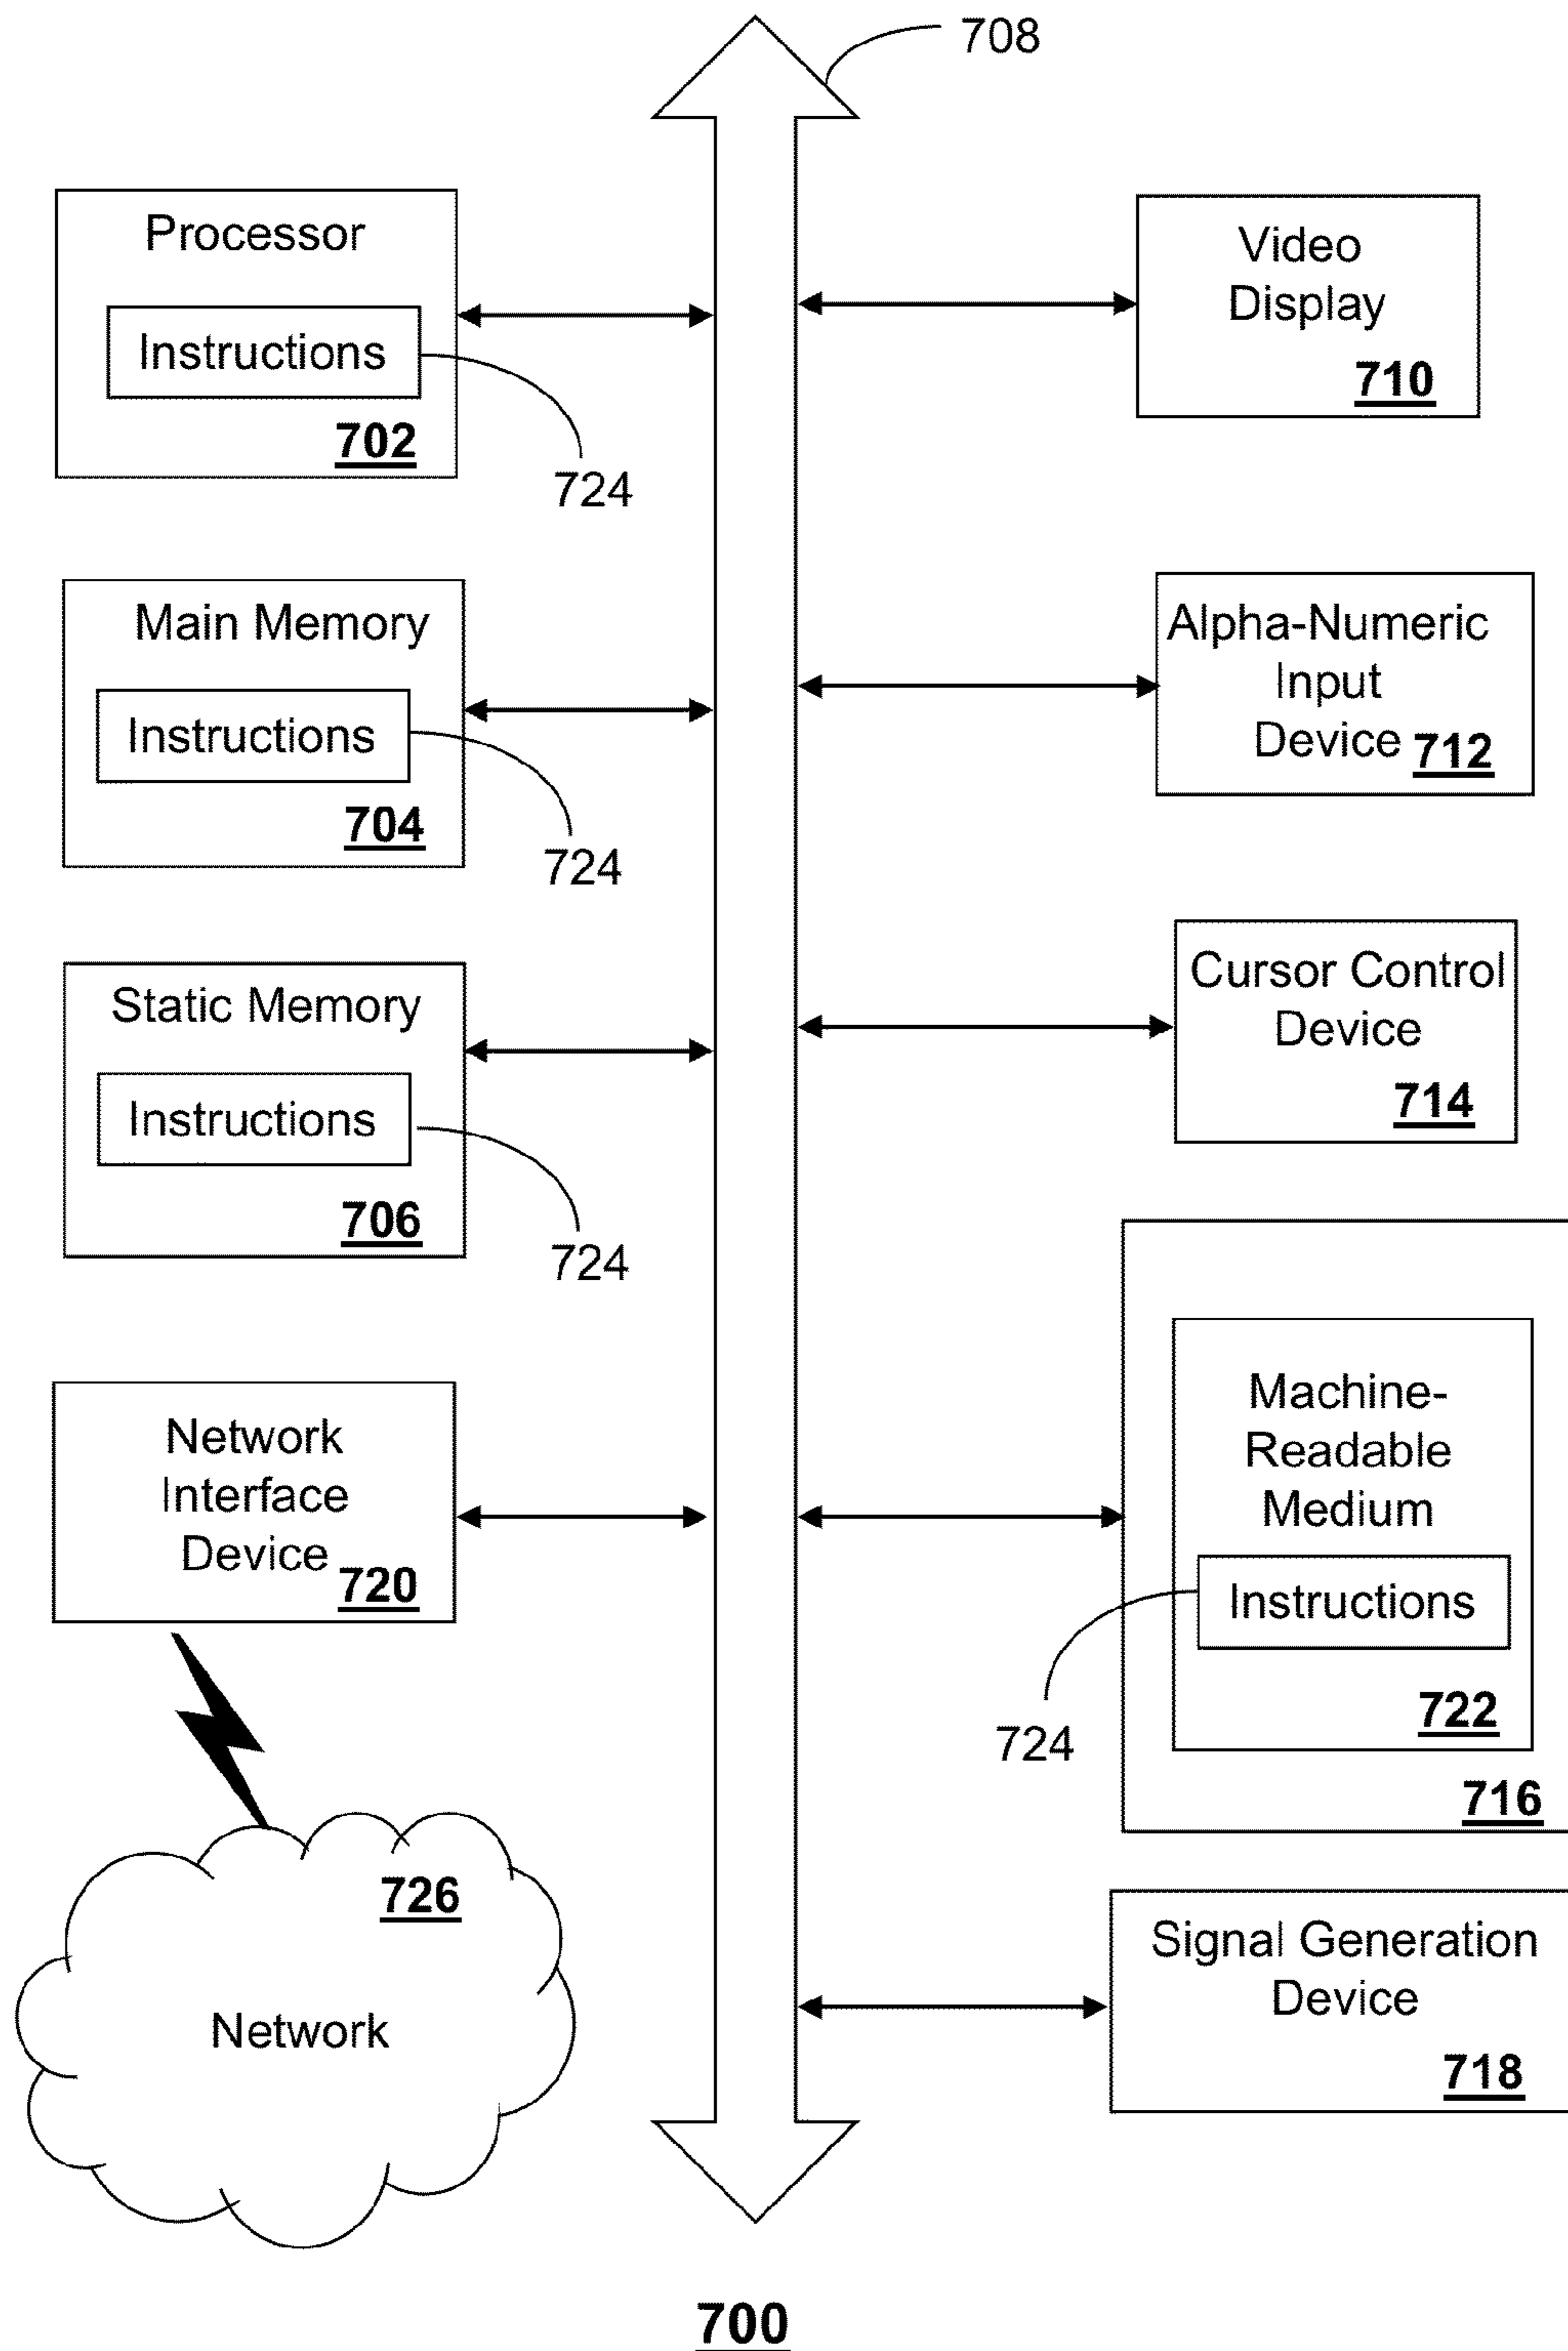 708
Processor
Instructions
702
724
Main Memory
Instructions
704
724
Static Memory
Instructions
706
724
Network
Interface
Device
720
726
Network
Video
Display
710
Alpha-Numeric
Input
Device
712
Cursor Control
Device
714
Machine-
Readable
Medium
Instructions
724
722
716
Signal Generation
Device
718
700